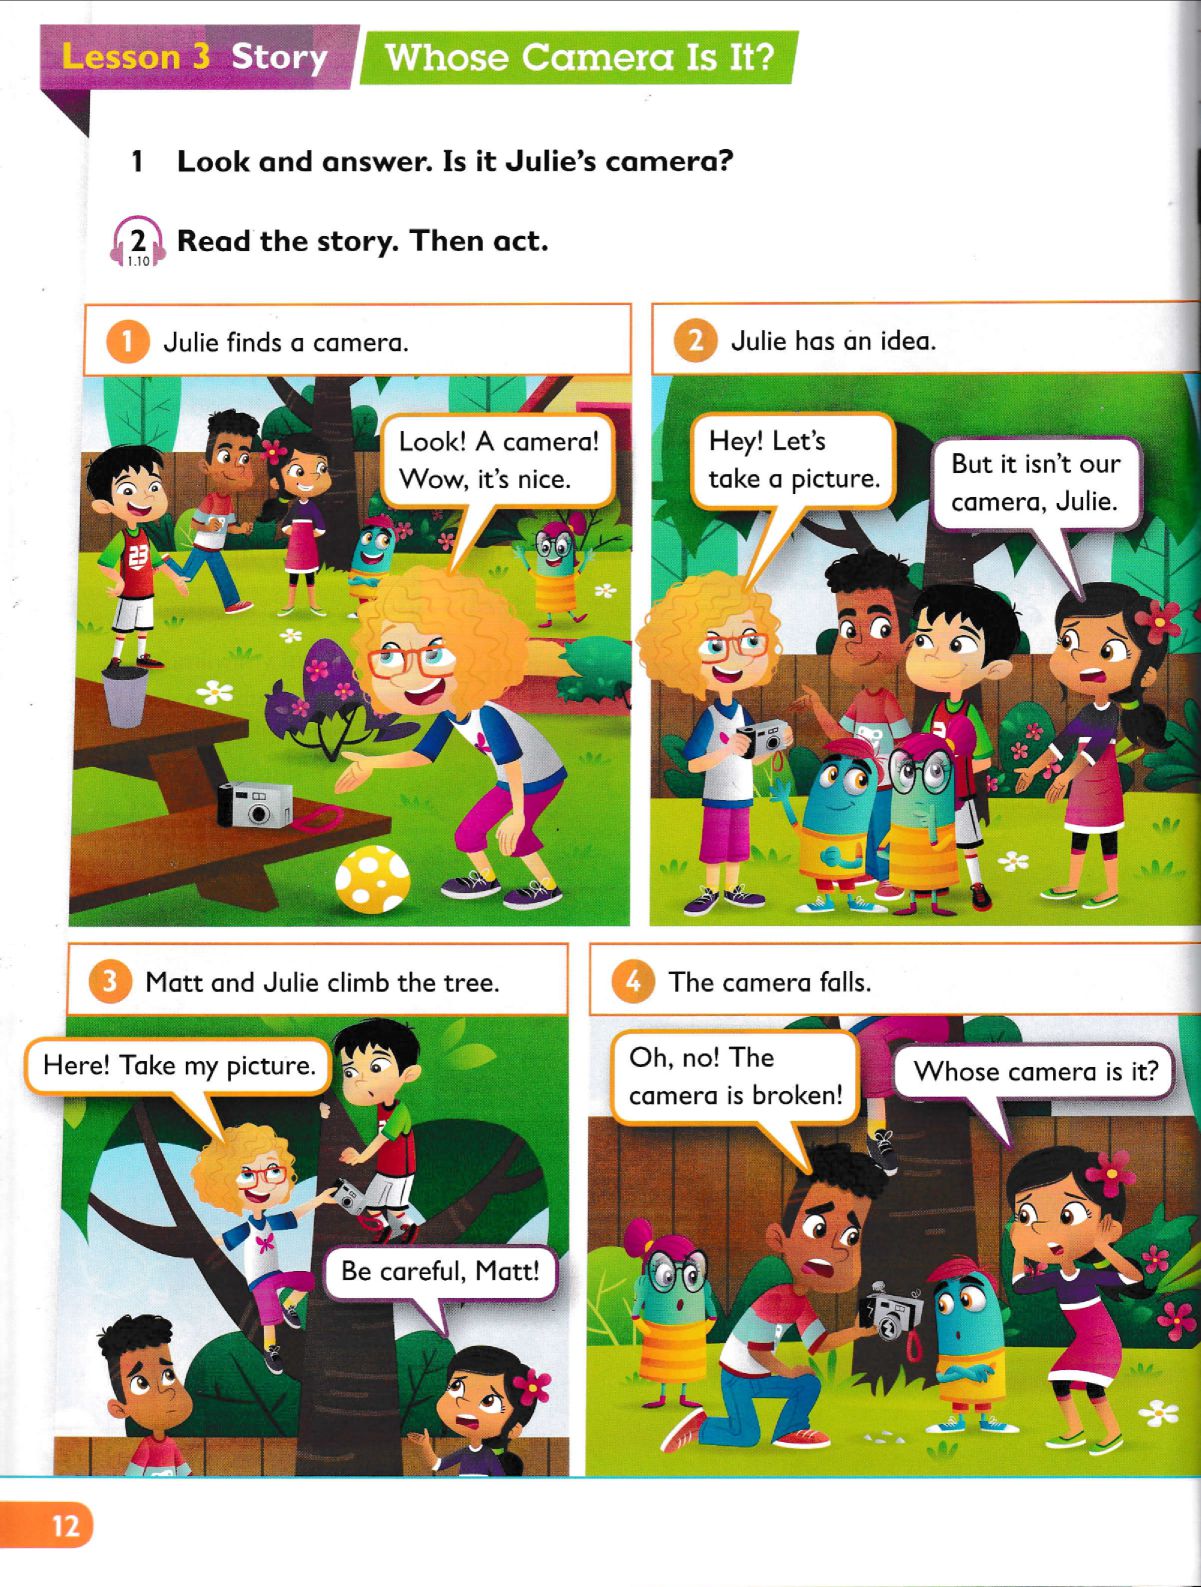 Lesson 3 Story Whose Camera Is It?
1 Look and answer. Is it Julie's camera?
2 Read the story. Then act.
1.10
1 Julie finds a camera.
Look! A camera!
Wow, it's nice.
23
2 Julie has an idea.
Hey! Let's
take a picture.
But it isn't our
camera, Julie.
3 Matt and Julie climb the tree.
Here! Take my picture.
Be careful, Matt!
4 The camera falls.
Oh, no! The
camera is broken!
Whose camera is it?
12